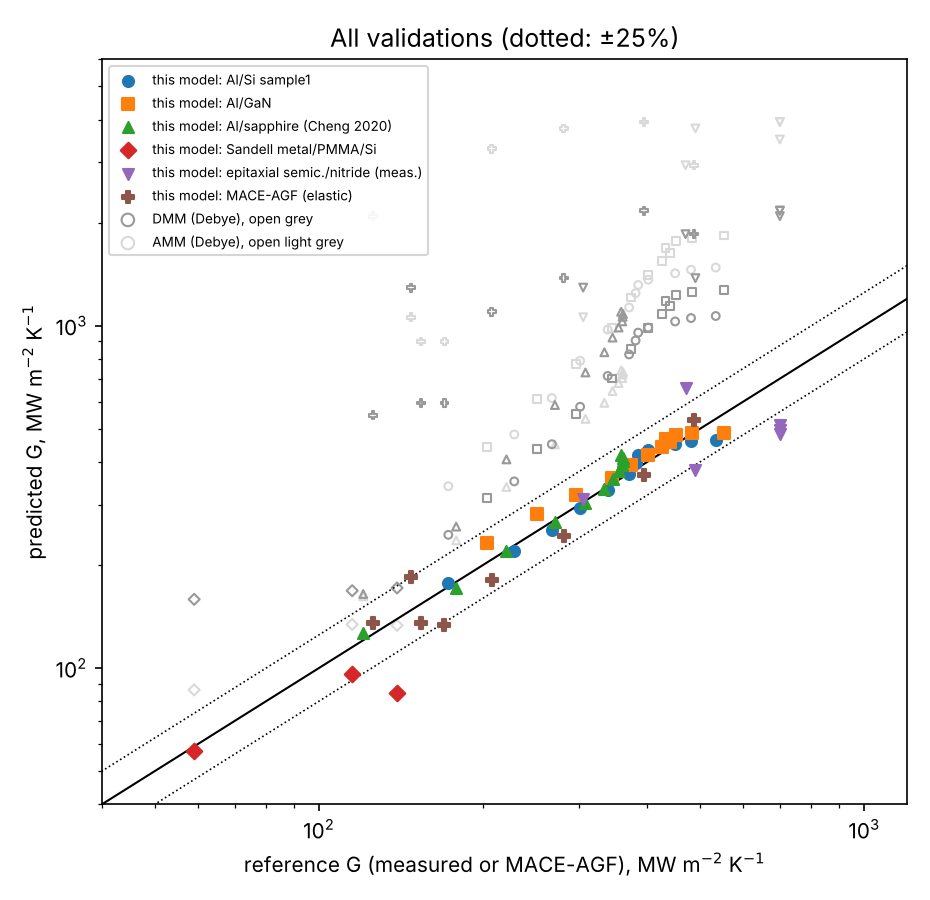 All validations (dotted: ±25%)
this model: Al/Si sample1
this model: Al/GaN
this model: Al/sapphire (Cheng 2020)
this model: Sandell metal/PMMA/Si
this model: epitaxial semic./nitride (meas.)
this model: MACE-AGF (elastic)
DMM (Debye), open grey
AMM (Debye), open light grey
predicted G, MW m⁻² K⁻¹
10³
10²
10² 10³
reference G (measured or MACE-AGF), MW m⁻² K⁻¹